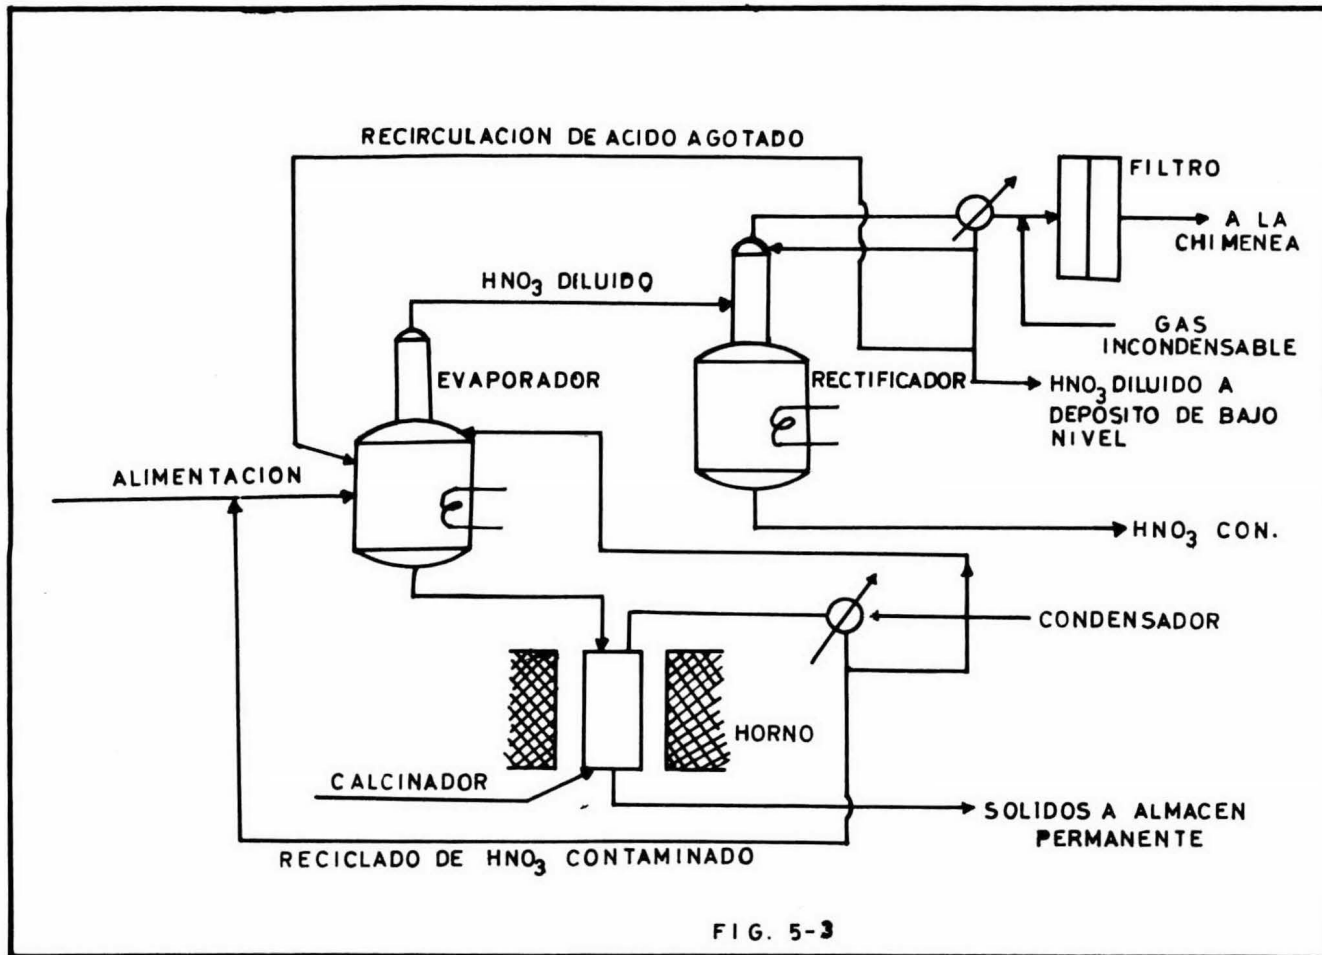 RECIRCULACION DE ACIDO AGOTADO
FILTRO
A LA
CHIMENEA
HNO₃ DILUIDO
GAS
INCONDENSABLE
EVAPORADOR
RECTIFICADOR
HNO₃ DILUIDO A
DEPOSITO DE BAJO
NIVEL
ALIMENTACION
HNO₃ CON.
CONDENSADOR
HORNO
CALCINADOR
SOLIDOS A ALMACEN
PERMANENTE
RECICLADO DE HNO₃ CONTAMINADO
FIG. 5-3